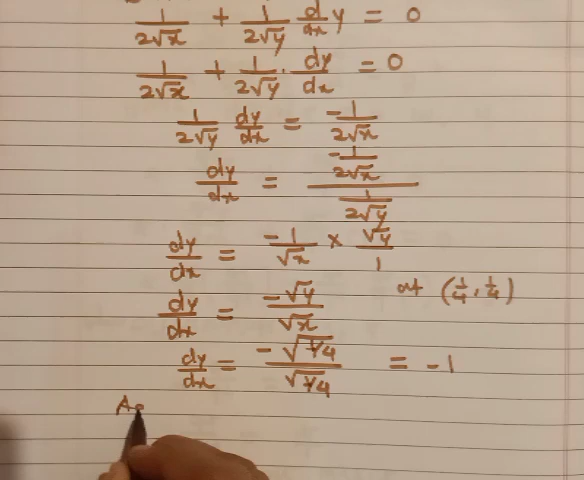 1/(2√x) + 1/(2√y) d/dx y = 0
1/(2√x) + 1/(2√y) · dy/dx = 0
1/(2√y) dy/dx = -1/(2√x)
dy/dx = (-1/(2√x))/(1/(2√y))
dy/dx = -1/√x × √y/1
at (1/4, 1/4)
dy/dx = -√y/√x
dy/dx = -√(1/4)/√(1/4) = -1